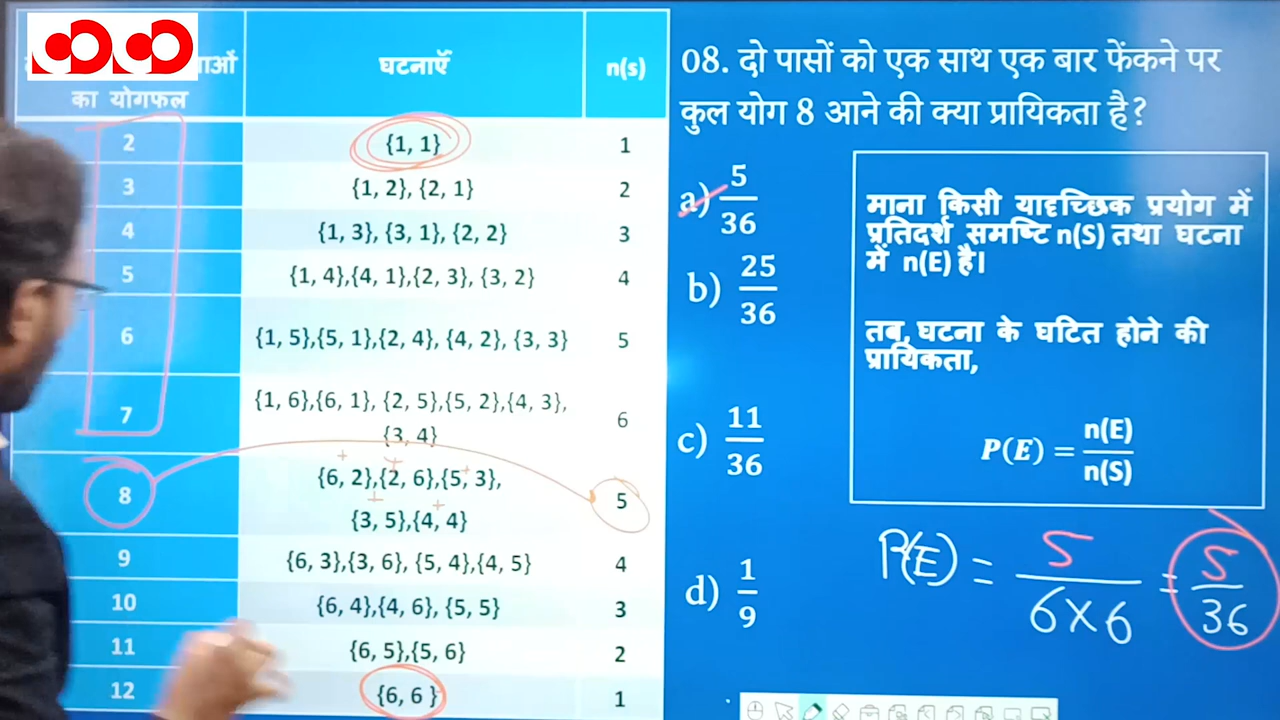 का योगफल
घटनाएँ
n(s)
2
{1, 1}
1
3
{1, 2}, {2, 1}
2
4
{1, 3}, {3, 1}, {2, 2}
3
5
{1, 4},{4, 1},{2, 3}, {3, 2}
4
6
{1, 5},{5, 1},{2, 4}, {4, 2}, {3, 3}
5
7
{1, 6},{6, 1}, {2, 5},{5, 2},{4, 3},
{3, 4}
6
8
{6, 2},{2, 6},{5, 3},
{3, 5},{4, 4}
5
9
{6, 3},{3, 6}, {5, 4},{4, 5}
4
10
{6, 4},{4, 6}, {5, 5}
3
11
{6, 5},{5, 6}
2
12
{6, 6 }
1
08. दो पासों को एक साथ एक बार फेंकने पर
कुल योग 8 आने की क्या प्रायिकता है?
a) 5/36
b) 25/36
c) 11/36
d) 1/9
माना किसी यादृच्छिक प्रयोग में
प्रतिदर्श समष्टि n(S) तथा घटना
में n(E) है।
तब, घटना के घटित होने की
प्रायिकता,
P(E) = n(E)/n(S)
P(E) = 5/6×6 = 5/36